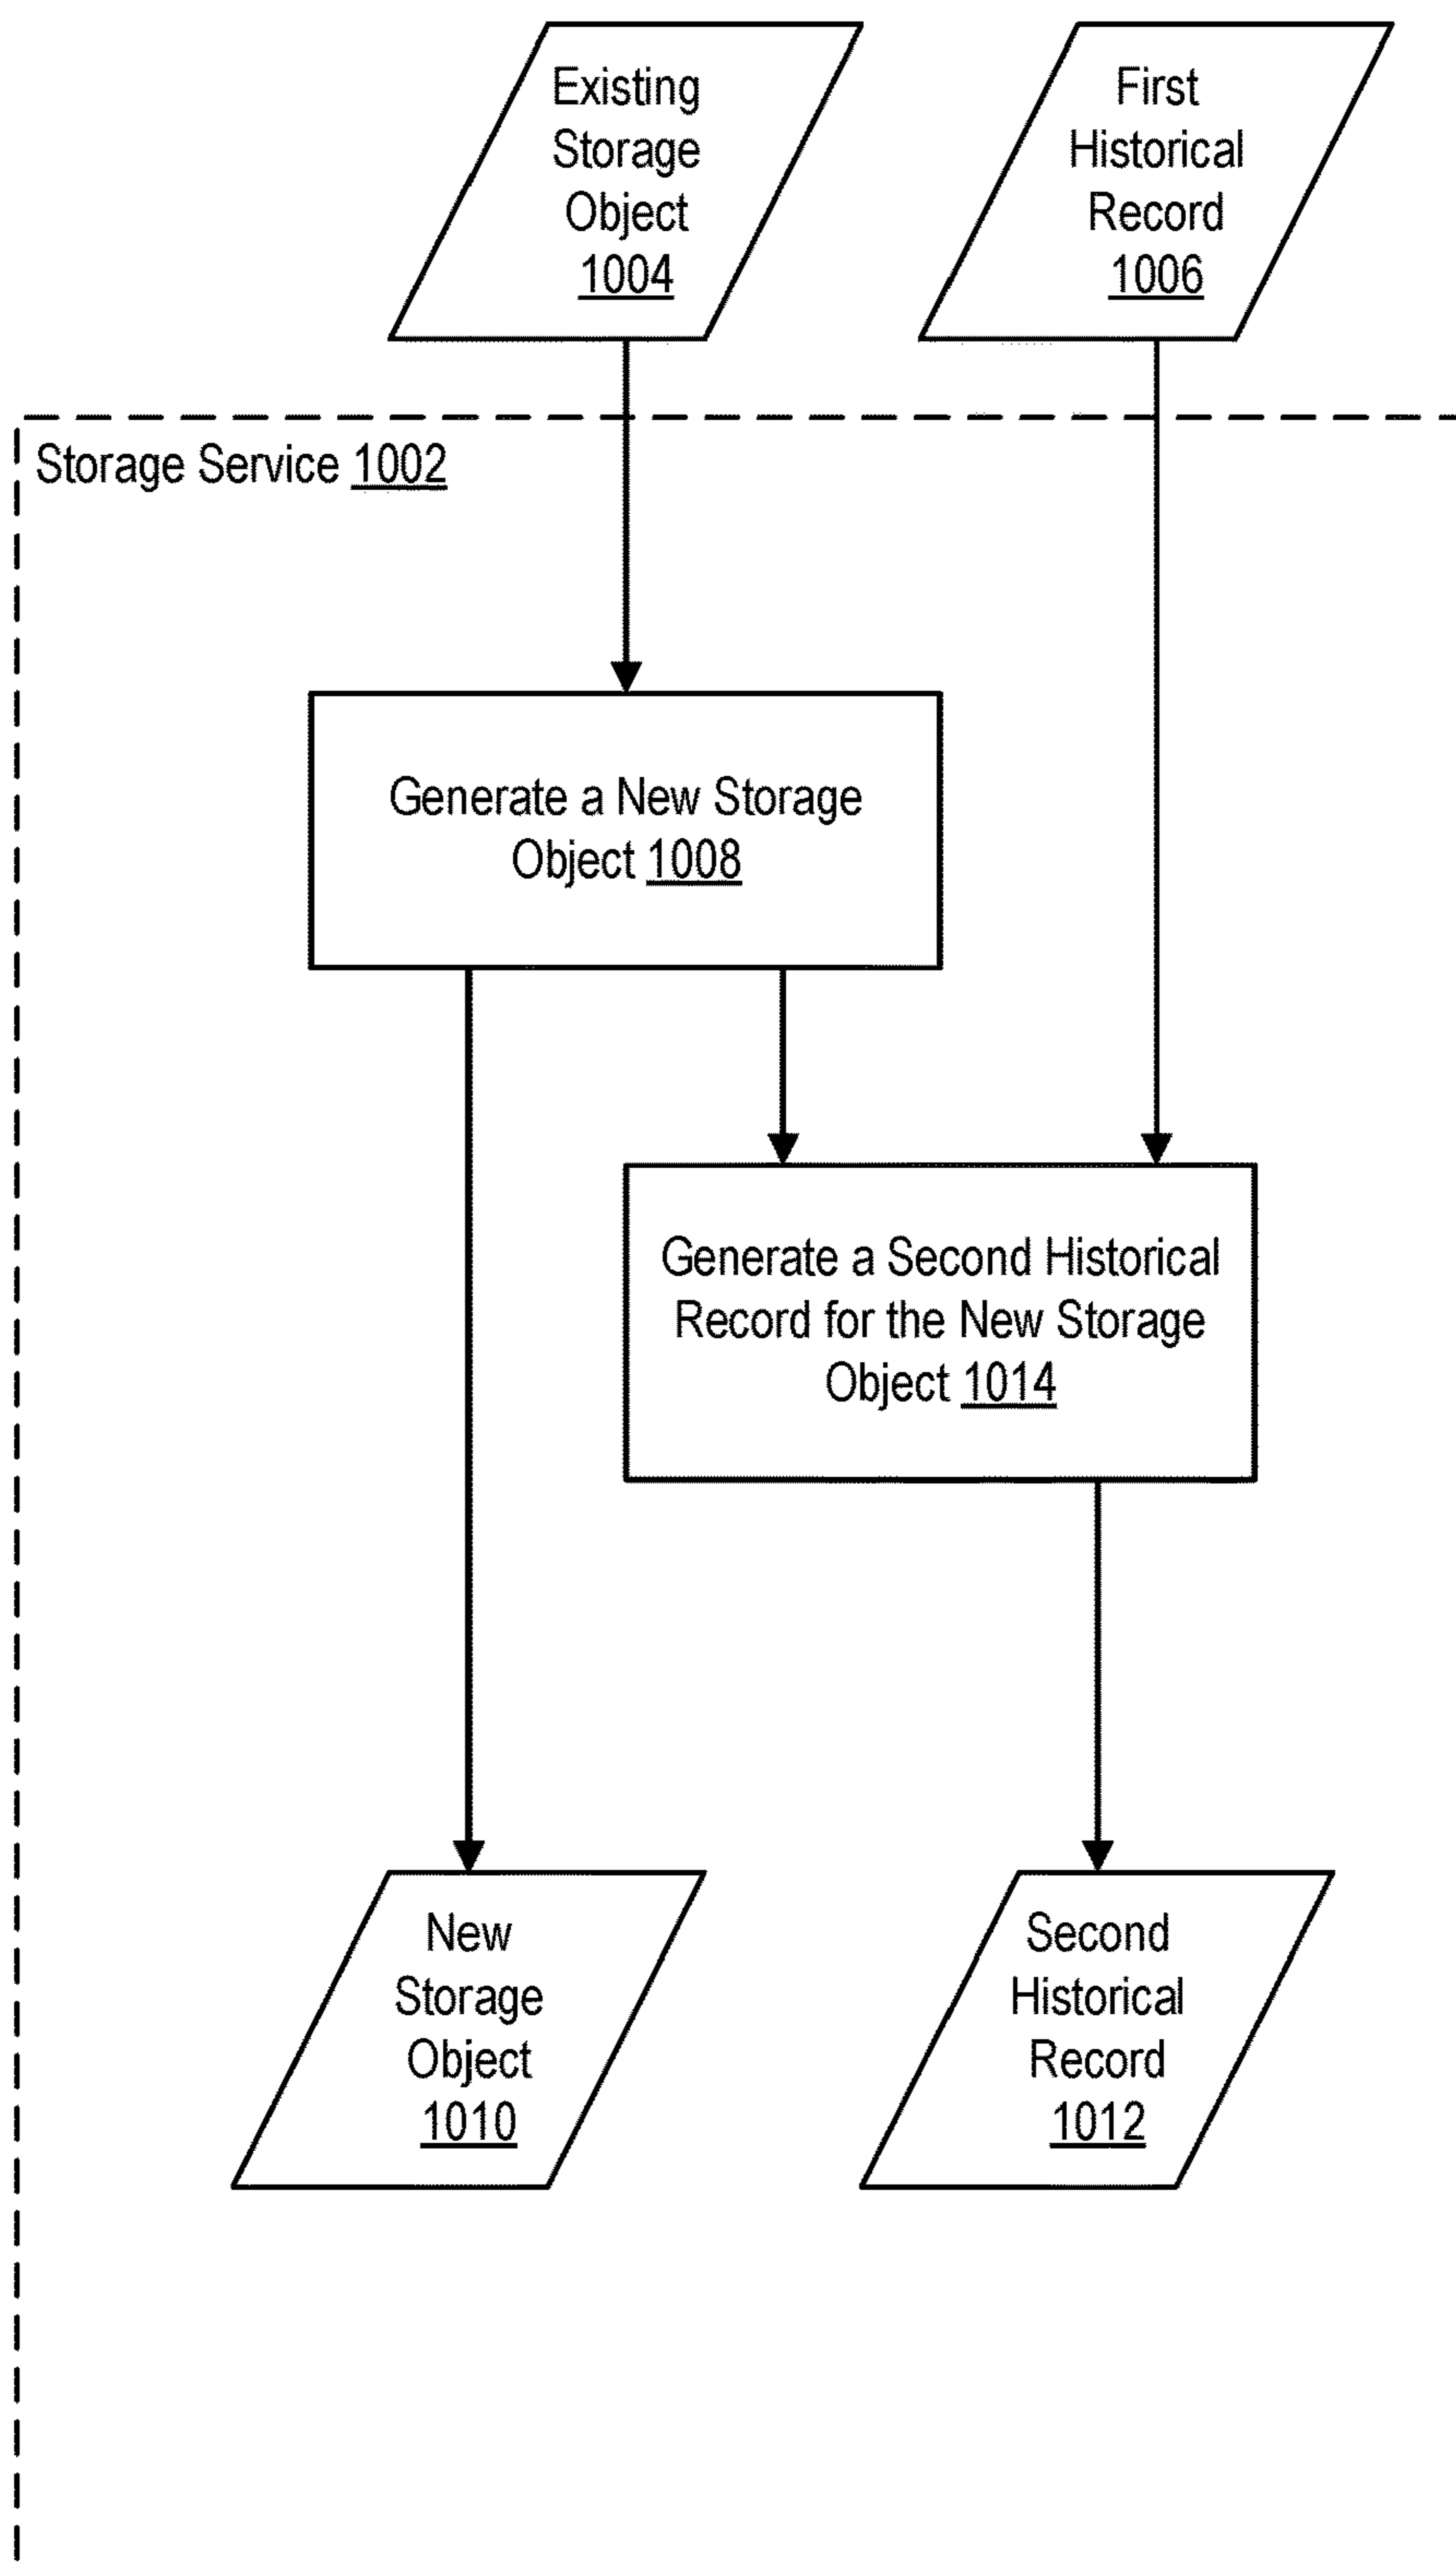 Existing
Storage
Object
1004
First
Historical
Record
1006
Storage Service 1002
Generate a New Storage
Object 1008
Generate a Second Historical
Record for the New Storage
Object 1014
New
Storage
Object
1010
Second
Historical
Record
1012